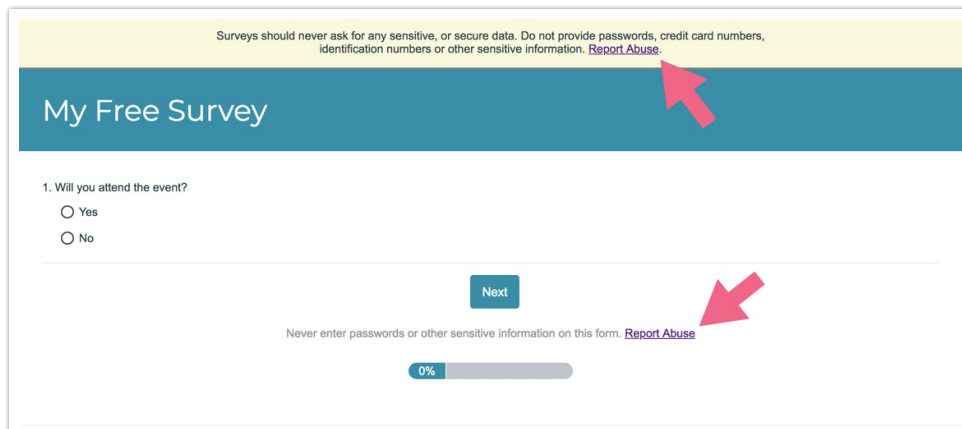 Surveys should never ask for any sensitive, or secure data. Do not provide passwords, credit card numbers,
identification numbers or other sensitive information. Report Abuse.
My Free Survey
1. Will you attend the event?
Yes
No
Next
Never enter passwords or other sensitive information on this form. Report Abuse
0%